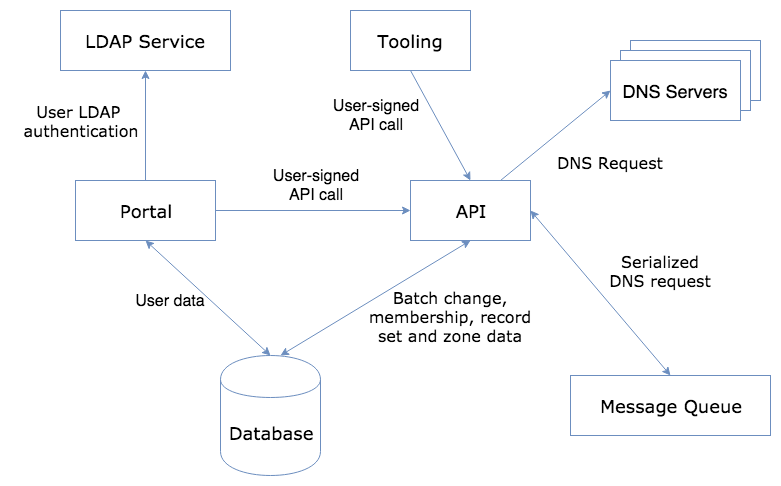 LDAP Service
Tooling
DNS Servers
User LDAP
authentication
User-signed
API call
DNS Request
User-signed
API call
Portal
API
User data
Batch change,
membership, record
set and zone data
Serialized
DNS request
Database
Message Queue